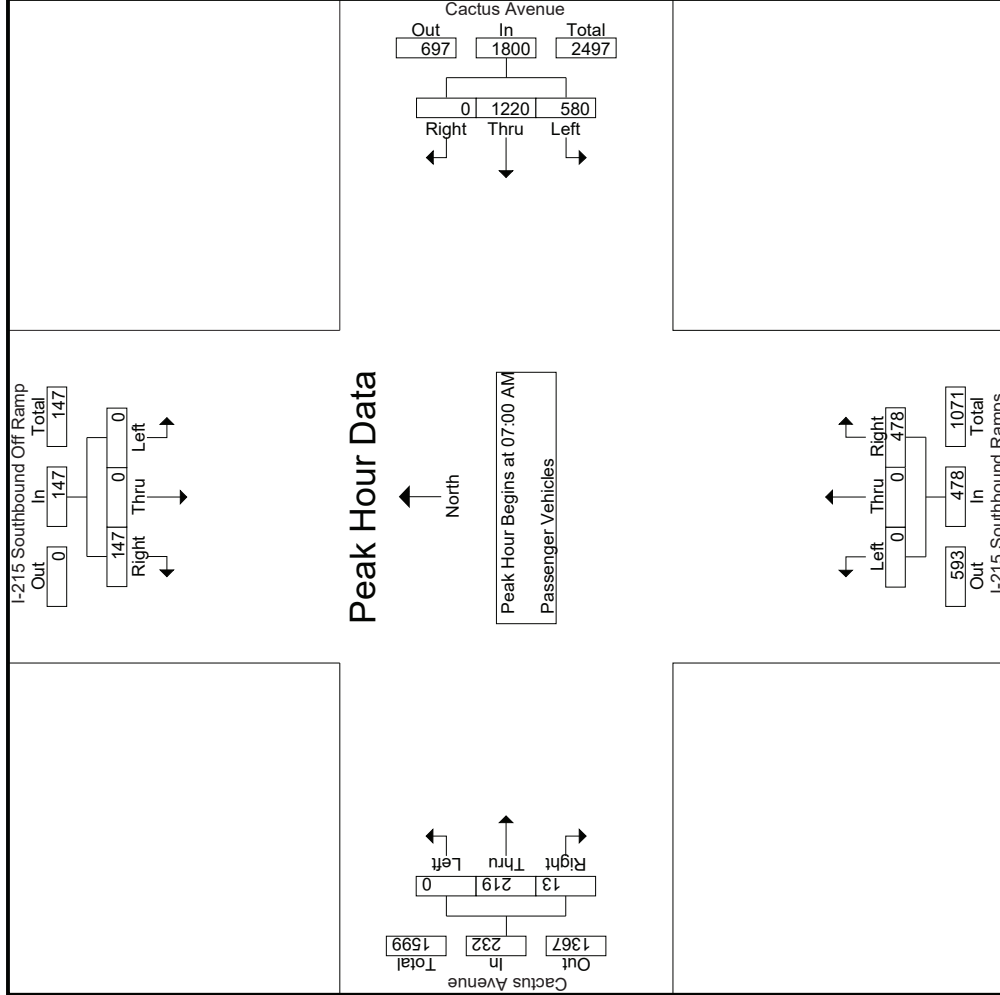 Cactus Avenue
Out In Total
697 1800 2497
0 1220 580
Right Thru Left
I-215 Southbound Off Ramp
Out In Total
0 147 147
147 0 0
Right Thru Left
Peak Hour Data
North
Peak Hour Begins at 07:00 AM
Passenger Vehicles
Left Thru Right
0 0 478
593 478 1071
Out In Total
I-215 Southbound Ramps
Left Thru Right
0 219 13
Total In Out
1599 232 1367
Cactus Avenue